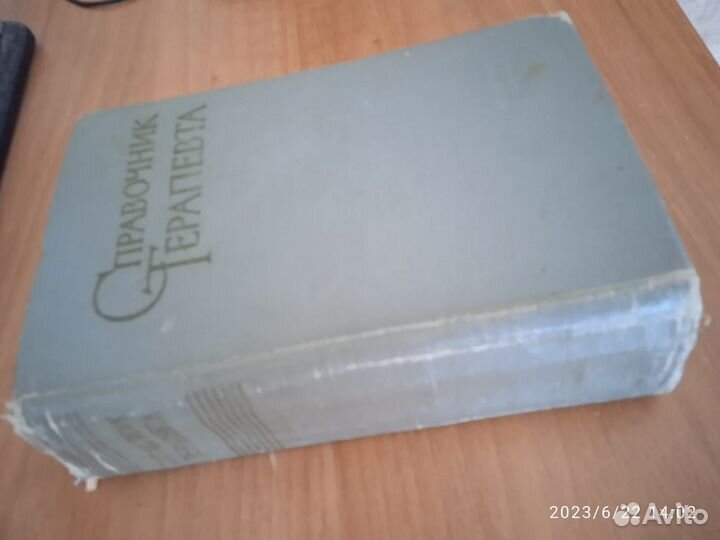 Справочник
Терапевта
2023/6/22 14:02
Avito